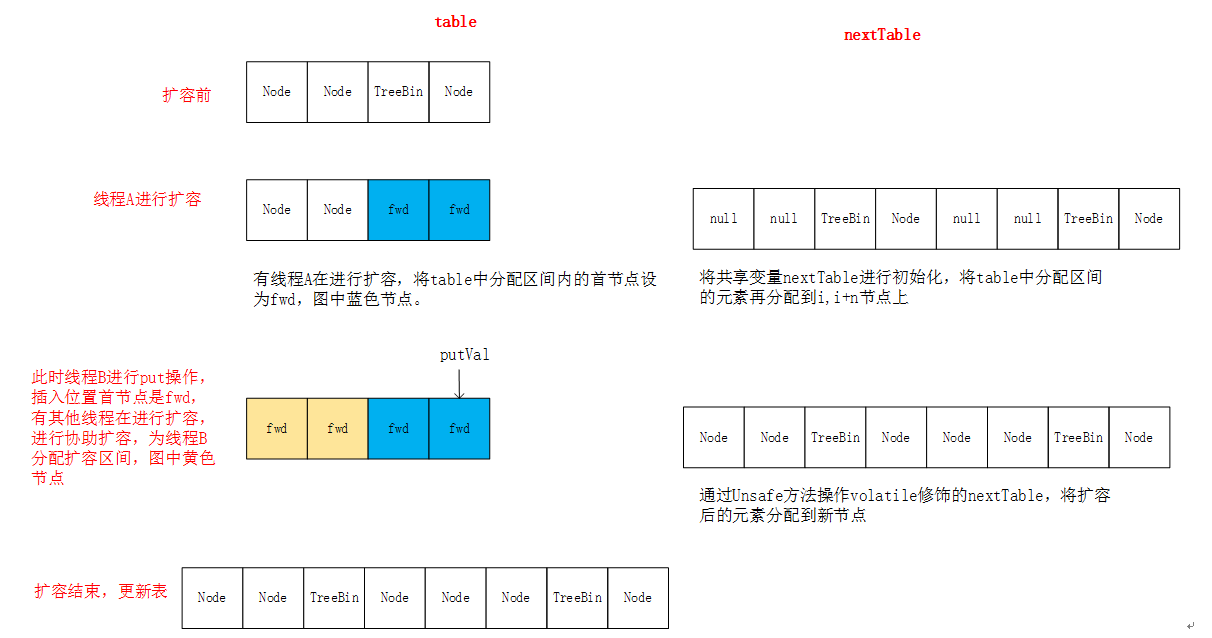 table
nextTable
扩容前
Node Node TreeBin Node
线程A进行扩容
Node Node fwd fwd
null null TreeBin Node null null TreeBin Node
有线程A在进行扩容，将table中分配区间内的首节点设
为fwd，图中蓝色节点。
将共享变量nextTable进行初始化，将table中分配区间
的元素再分配到i,i+n节点上
putVal
此时线程B进行put操作，
插入位置首节点是fwd，
有其他线程在进行扩容，
进行协助扩容，为线程B
分配扩容区间，图中黄色
节点
fwd fwd fwd fwd
Node Node TreeBin Node Node Node TreeBin Node
通过Unsafe方法操作volatile修饰的nextTable，将扩容
后的元素分配到新节点
扩容结束，更新表
Node Node TreeBin Node Node Node TreeBin Node